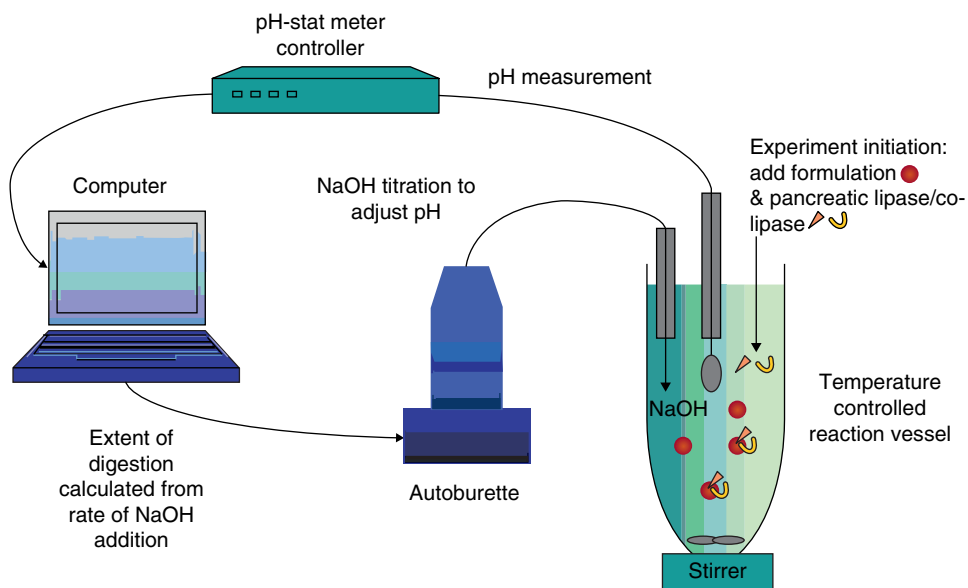 pH-stat meter
controller
pH measurement
Experiment initiation:
add formulation
& pancreatic lipase/co-
lipase
Computer
NaOH titration to
adjust pH
NaOH
Temperature
controlled
reaction vessel
Extent of
digestion
calculated from
rate of NaOH
addition
Autoburette
Stirrer